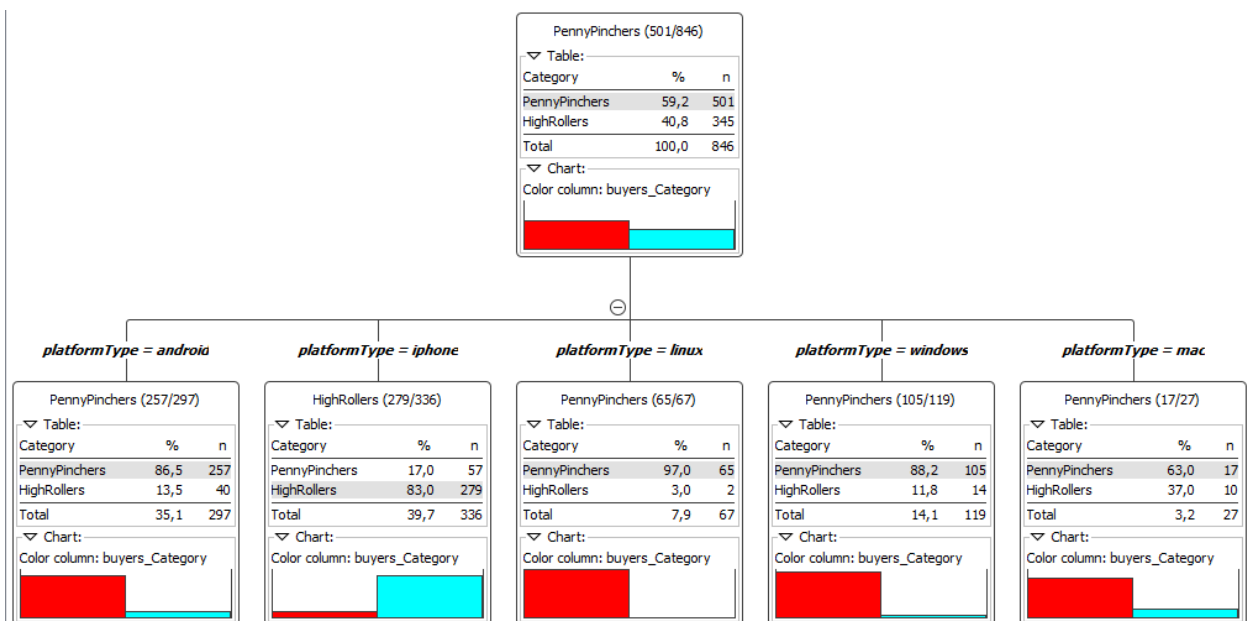 PennyPinchers (501/846)
Table:
Category % n
PennyPinchers 59,2 501
HighRollers 40,8 345
Total 100,0 846
Chart:
Color column: buyers_Category
platformType = android
PennyPinchers (257/297)
Table:
Category % n
PennyPinchers 86,5 257
HighRollers 13,5 40
Total 35,1 297
Chart:
Color column: buyers_Category
platformType = iphone
HighRollers (279/336)
Table:
Category % n
PennyPinchers 17,0 57
HighRollers 83,0 279
Total 39,7 336
Chart:
Color column: buyers_Category
platformType = linux
PennyPinchers (65/67)
Table:
Category % n
PennyPinchers 97,0 65
HighRollers 3,0 2
Total 7,9 67
Chart:
Color column: buyers_Category
platformType = windows
PennyPinchers (105/119)
Table:
Category % n
PennyPinchers 88,2 105
HighRollers 11,8 14
Total 14,1 119
Chart:
Color column: buyers_Category
platformType = mac
PennyPinchers (17/27)
Table:
Category % n
PennyPinchers 63,0 17
HighRollers 37,0 10
Total 3,2 27
Chart:
Color column: buyers_Category